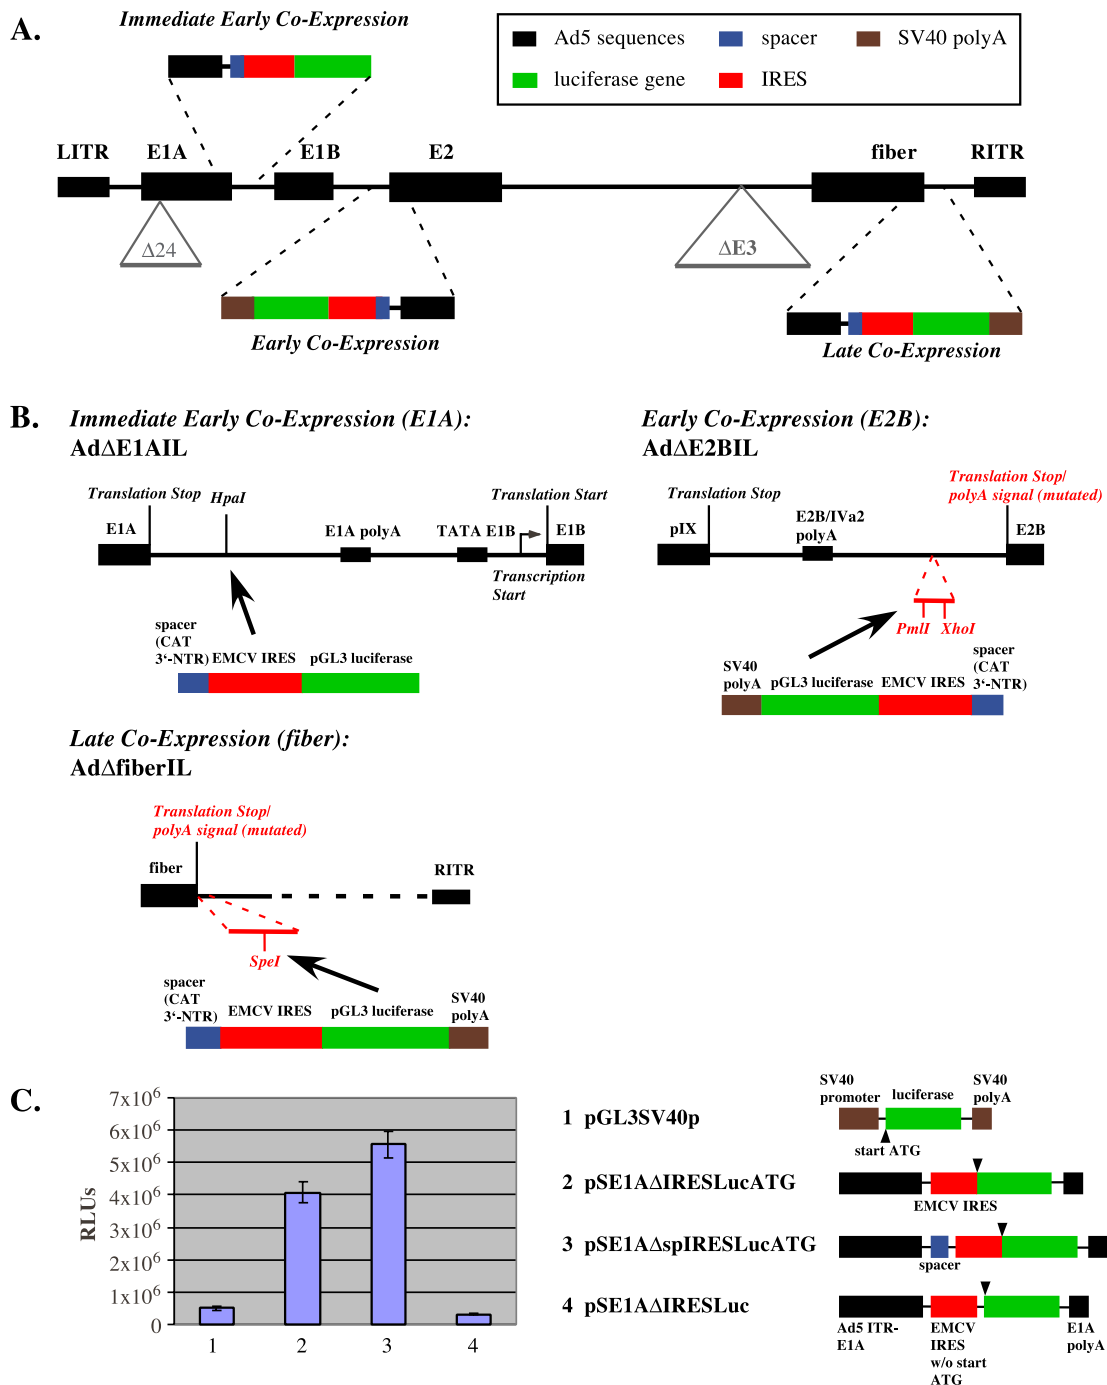 A.
Immediate Early Co-Expression
Ad5 sequences
spacer
SV40 polyA
luciferase gene
IRES
LITR
E1A
E1B
E2
fiber
RITR
Δ24
ΔE3
Early Co-Expression
Late Co-Expression
B.
Immediate Early Co-Expression (E1A):
AdΔE1AIL
Translation Stop
HpaI
Translation Start
E1A
E1A polyA
TATA E1B
E1B
Transcription
Start
spacer
(CAT
3‘-NTR)
EMCV IRES
pGL3 luciferase
Early Co-Expression (E2B):
AdΔE2BIL
Translation Stop
Translation Stop/
polyA signal (mutated)
pIX
E2B/IVa2
polyA
E2B
PmlI
XhoI
SV40
polyA
pGL3 luciferase
EMCV IRES
spacer
(CAT
3‘-NTR)
Late Co-Expression (fiber):
AdΔfiberIL
Translation Stop/
polyA signal (mutated)
fiber
RITR
SpeI
spacer
(CAT
3‘-NTR)
EMCV IRES
pGL3 luciferase
SV40
polyA
C.
RLUs
7x10⁶
6x10⁶
5x10⁶
4x10⁶
3x10⁶
2x10⁶
1x10⁶
0
1
2
3
4
1 pGL3SV40p
SV40
promoter
luciferase
SV40
polyA
start ATG
2 pSE1AΔIRESLucATG
EMCV IRES
3 pSE1AΔspIRESLucATG
spacer
4 pSE1AΔIRESLuc
Ad5 ITR-
E1A
EMCV
IRES
w/o start
ATG
E1A
polyA